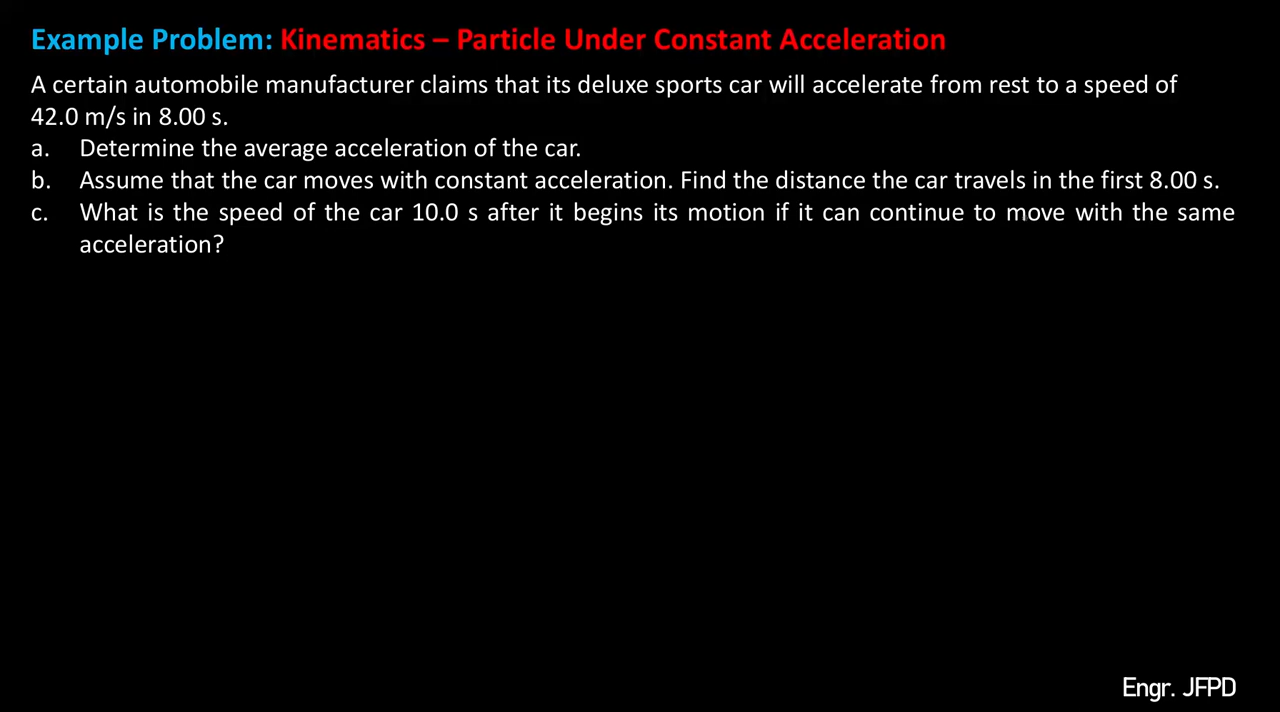 Example Problem: Kinematics – Particle Under Constant Acceleration
A certain automobile manufacturer claims that its deluxe sports car will accelerate from rest to a speed of
42.0 m/s in 8.00 s.
a. Determine the average acceleration of the car.
b. Assume that the car moves with constant acceleration. Find the distance the car travels in the first 8.00 s.
c. What is the speed of the car 10.0 s after it begins its motion if it can continue to move with the same
acceleration?
Engr. JFPD